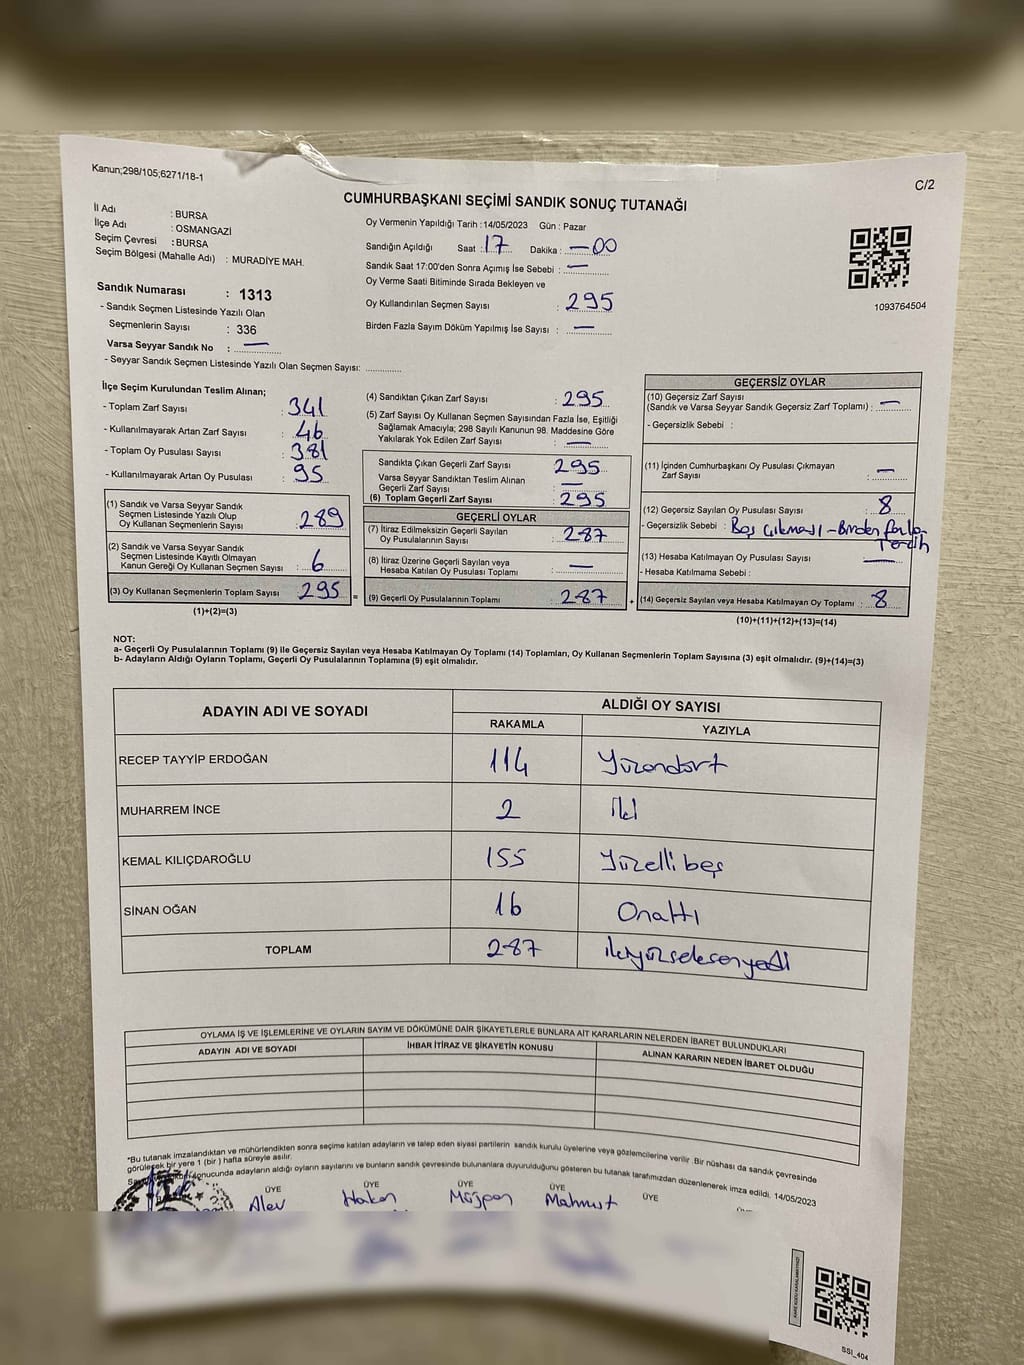 Kanun;298/105;6271/18-1
C/2
CUMHURBAŞKANI SEÇİMİ SANDIK SONUÇ TUTANAĞI
İl Adı : BURSA
İlçe Adı : OSMANGAZİ
Seçim Çevresi : BURSA
Seçim Bölgesi (Mahalle Adı) : MURADİYE MAH.
Sandık Numarası : 1313
- Sandık Seçmen Listesinde Yazılı Olan
Seçmenlerin Sayısı : 336
Varsa Seyyar Sandık No : —
- Seyyar Sandık Seçmen Listesinde Yazılı Olan Seçmen Sayısı: ..............
Oy Vermenin Yapıldığı Tarih : 14/05/2023 Gün : Pazar
Sandığın Açıldığı Saat : 17 Dakika : —00
Sandık Saat 17:00'den Sonra Açımış İse Sebebi : —
Oy Verme Saati Bitiminde Sırada Bekleyen ve
Oy Kullandırılan Seçmen Sayısı : 295
Birden Fazla Sayım Döküm Yapılmış İse Sayısı : —
1093764504
İlçe Seçim Kurulundan Teslim Alınan;
- Toplam Zarf Sayısı : 341
- Kullanılmayarak Artan Zarf Sayısı : 46
- Toplam Oy Pusulası Sayısı : 381
- Kullanılmayarak Artan Oy Pusulası : 95
(1) Sandık ve Varsa Seyyar Sandık
Seçmen Listesinde Yazılı Olup
Oy Kullanan Seçmenlerin Sayısı : 289
(2) Sandık ve Varsa Seyyar Sandık
Seçmen Listesinde Kayıtlı Olmayan
Kanun Gereği Oy Kullanan Seçmen Sayısı : 6
(3) Oy Kullanan Seçmenlerin Toplam Sayısı : 295
(1)+(2)=(3)
(4) Sandıktan Çıkan Zarf Sayısı : 295
(5) Zarf Sayısı Oy Kullanan Seçmen Sayısından Fazla İse, Eşitliği
Sağlamak Amacıyla; 298 Sayılı Kanunun 98. Maddesine Göre
Yakılarak Yok Edilen Zarf Sayısı : —
Sandıkta Çıkan Geçerli Zarf Sayısı 295
Varsa Seyyar Sandıktan Teslim Alınan
Geçerli Zarf Sayısı : —
(6) Toplam Geçerli Zarf Sayısı 295
GEÇERLİ OYLAR
(7) İtiraz Edilmeksizin Geçerli Sayılan
Oy Pusulalarının Sayısı : 287
(8) İtiraz Üzerine Geçerli Sayılan veya
Hesaba Katılan Oy Pusulası Toplamı : —
(9) Geçerli Oy Pusulalarının Toplamı : 287
GEÇERSİZ OYLAR
(10) Geçersiz Zarf Sayısı
(Sandık ve Varsa Seyyar Sandık Geçersiz Zarf Toplamı) : —
- Geçersizlik Sebebi :
(11) İçinden Cumhurbaşkanı Oy Pusulası Çıkmayan
Zarf Sayısı : —
(12) Geçersiz Sayılan Oy Pusulası Sayısı : 8
- Geçersizlik Sebebi : Boş Çıkması - Birden fazla
Tercih
(13) Hesaba Katılmayan Oy Pusulası Sayısı —
- Hesaba Katılmama Sebebi :
(14) Geçersiz Sayılan veya Hesaba Katılmayan Oy Toplamı : 8
(10)+(11)+(12)+(13)=(14)
NOT:
a- Geçerli Oy Pusulalarının Toplamı (9) İle Geçersiz Sayılan veya Hesaba Katılmayan Oy Toplamı (14) Toplamları, Oy Kullanan Seçmenlerin Toplam Sayısına (3) eşit olmalıdır. (9)+(14)=(3)
b- Adayların Aldığı Oyların Toplamı, Geçerli Oy Pusulalarının Toplamına (9) eşit olmalıdır.
ADAYIN ADI VE SOYADI ALDIĞI OY SAYISI
RAKAMLA YAZIYLA
RECEP TAYYİP ERDOĞAN 114 Yüzondört
MUHARREM İNCE 2 İki
KEMAL KILIÇDAROĞLU 155 Yüzelli beş
SİNAN OĞAN 16 Onaltı
TOPLAM 287 ikiyüzseksenyedi
OYLAMA İŞ VE İŞLEMLERİNE VE OYLARIN SAYIM VE DÖKÜMÜNE DAİR ŞİKAYETLERLE BUNLARA AİT KARARLARIN NELERDEN İBARET BULUNDUKLARI
ADAYIN ADI VE SOYADI İHBAR İTİRAZ VE ŞİKAYETİN KONUSU ALINAN KARARIN NEDEN İBARET OLDUĞU
*Bu tutanak imzalandıktan ve mühürlendikten sonra seçime katılan adayların ve talep eden siyasi partilerin sandık kurulu üyelerine veya gözlemcilerine verilir. Bir nüshası da sandık çevresinde
görülecek bir yere 1 (bir) hafta süreyle asılır.
sonucunda adayların aldığı oyların sayılarını ve bunların sandık çevresinde bulunanlara duyurulduğunu gösteren bu tutanak tarafımızdan düzenlenerek imza edildi. 14/05/2023
ÜYE ÜYE ÜYE ÜYE ÜYE
Alev Hakan Mahmut
SSI_404